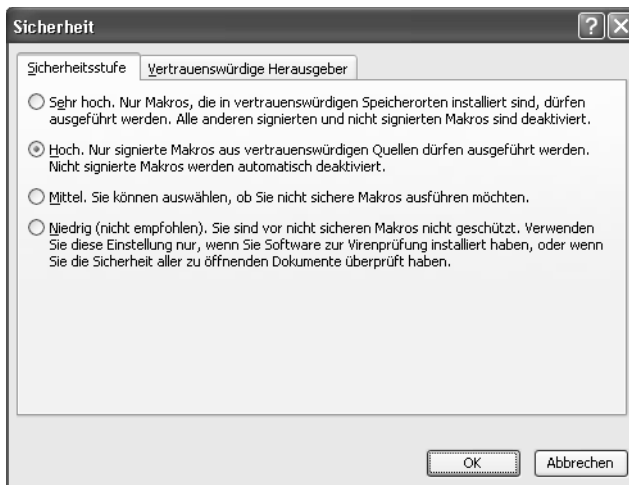 Sicherheit
Sicherheitsstufe
Vertrauenswürdige Herausgeber
Sehr hoch. Nur Makros, die in vertrauenswürdigen Speicherorten installiert sind, dürfen
ausgeführt werden. Alle anderen signierten und nicht signierten Makros sind deaktiviert.
Hoch. Nur signierte Makros aus vertrauenswürdigen Quellen dürfen ausgeführt werden.
Nicht signierte Makros werden automatisch deaktiviert.
Mittel. Sie können auswählen, ob Sie nicht sichere Makros ausführen möchten.
Niedrig (nicht empfohlen). Sie sind vor nicht sicheren Makros nicht geschützt. Verwenden
Sie diese Einstellung nur, wenn Sie Software zur Virenprüfung installiert haben, oder wenn
Sie die Sicherheit aller zu öffnenden Dokumente überprüft haben.
OK
Abbrechen